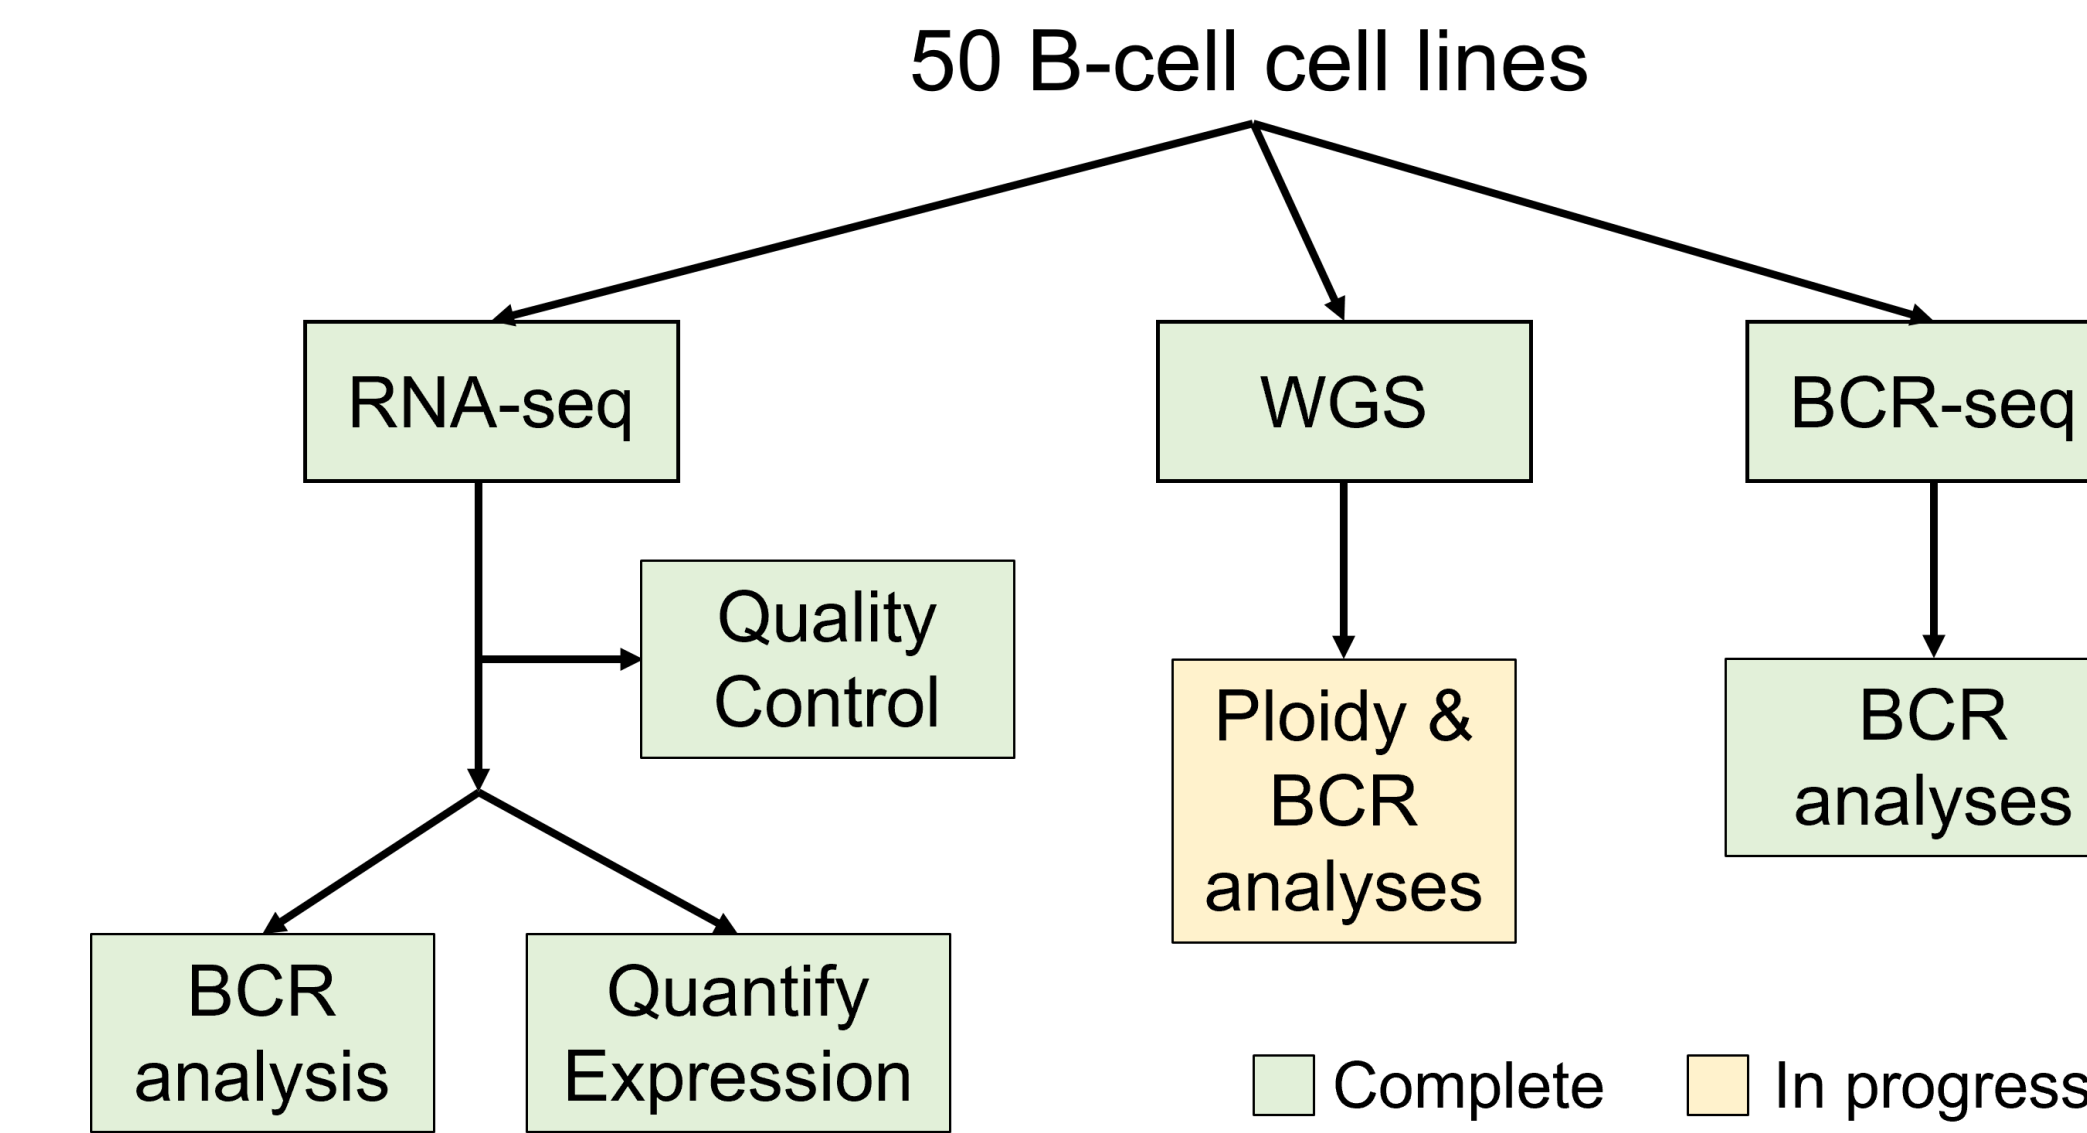 50 B-cell cell lines
RNA-seq
WGS
BCR-seq
Quality
Control
Ploidy &
BCR
analyses
BCR
analyses
BCR
analysis
Quantify
Expression
Complete
In progress